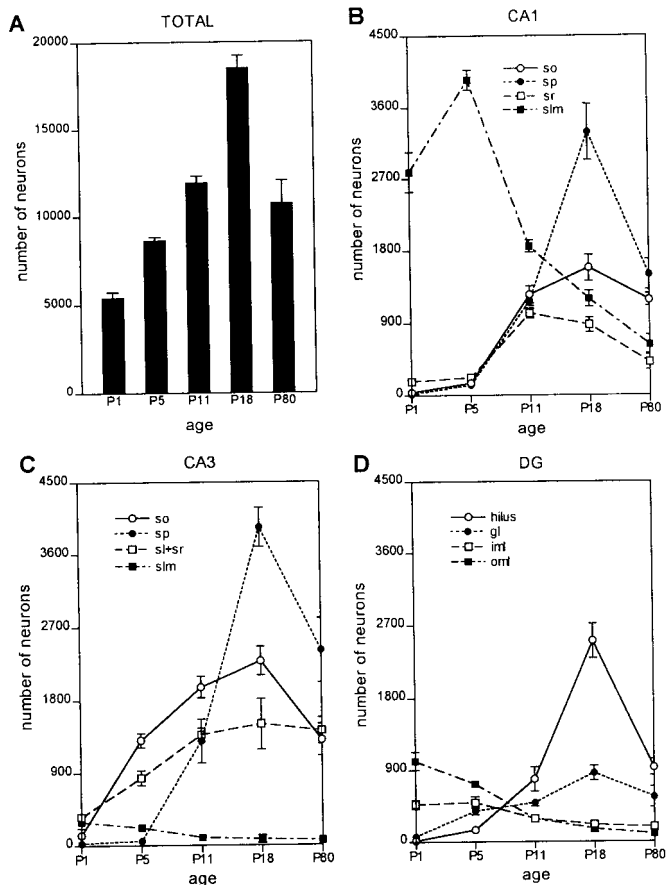 A
TOTAL
number of neurons
20000
15000
10000
5000
0
P1 P5 P11 P18 P80
age
B
CA1
number of neurons
4500
3600
2700
1800
900
0
so
sp
sr
slm
P1 P5 P11 P18 P80
age
C
CA3
number of neurons
4500
3600
2700
1800
900
0
so
sp
sl+sr
slm
P1 P5 P11 P18 P80
age
D
DG
number of neurons
4500
3600
2700
1800
900
0
hilus
gl
iml
oml
P1 P5 P11 P18 P80
age